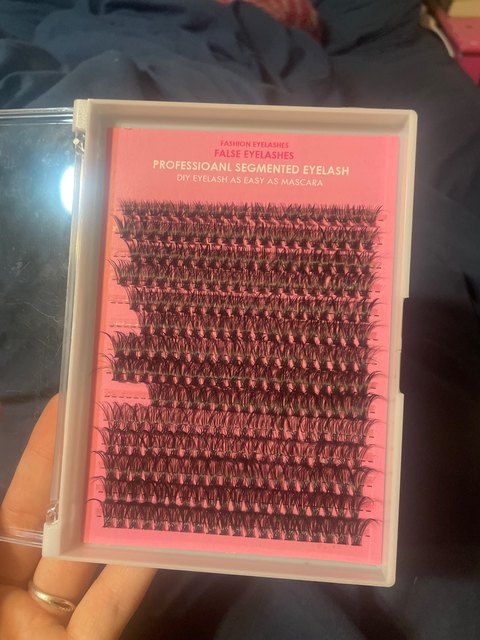 FASHION EYELASHES
FALSE EYELASHES
PROFESSIOANL SEGMENTED EYELASH
DIY EYELASH AS EASY AS MASCARA